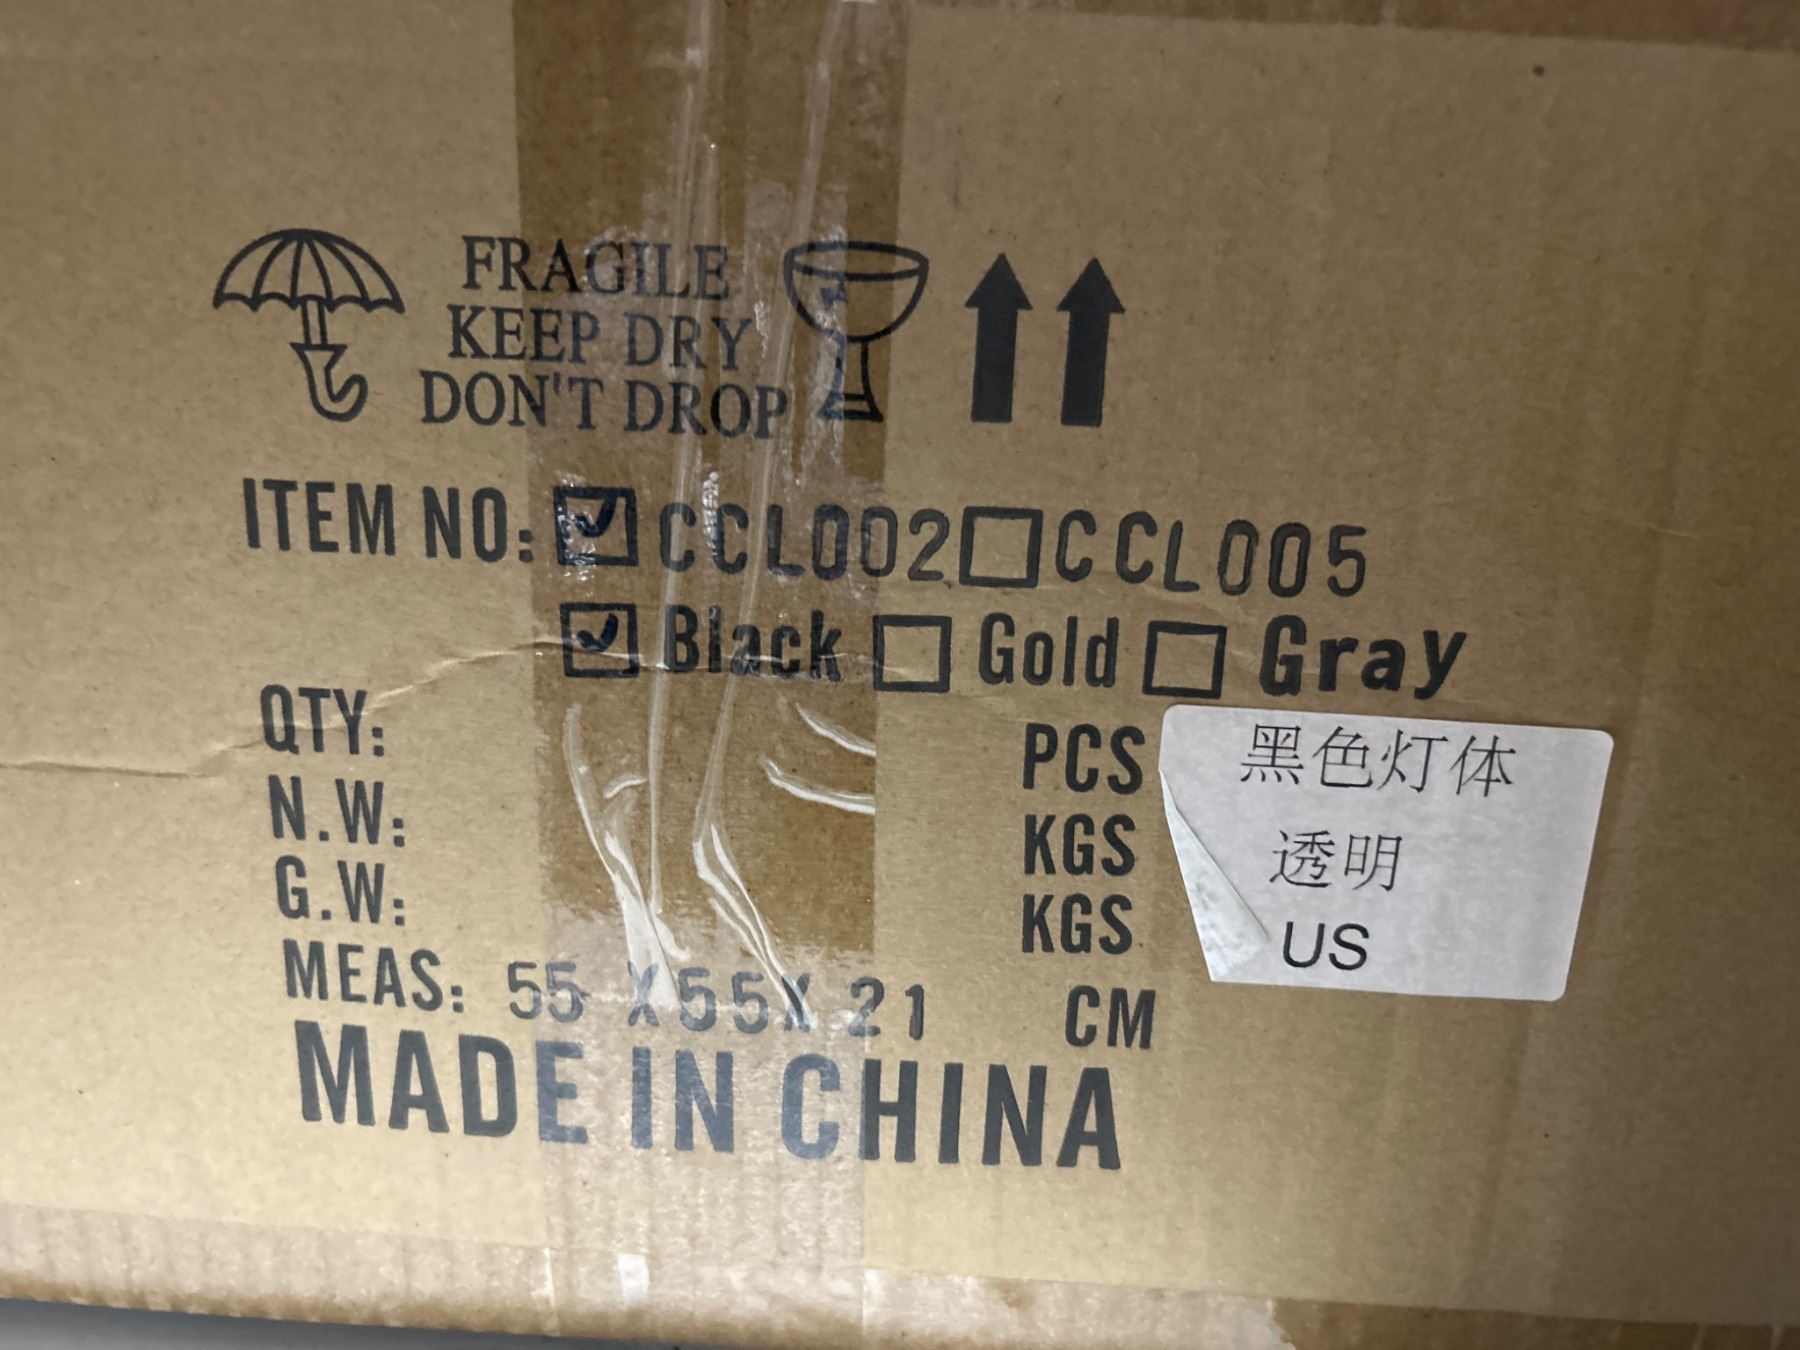 FRAGILE
KEEP DRY
DON'T DROP
ITEM NO: ☑ CCL002 ☐ CCL005
☑ Black ☐ Gold ☐ Gray
QTY: PCS
N.W: KGS
G.W: KGS
MEAS: 55 X 55 X 21 CM
MADE IN CHINA
黑色灯体
透明
US